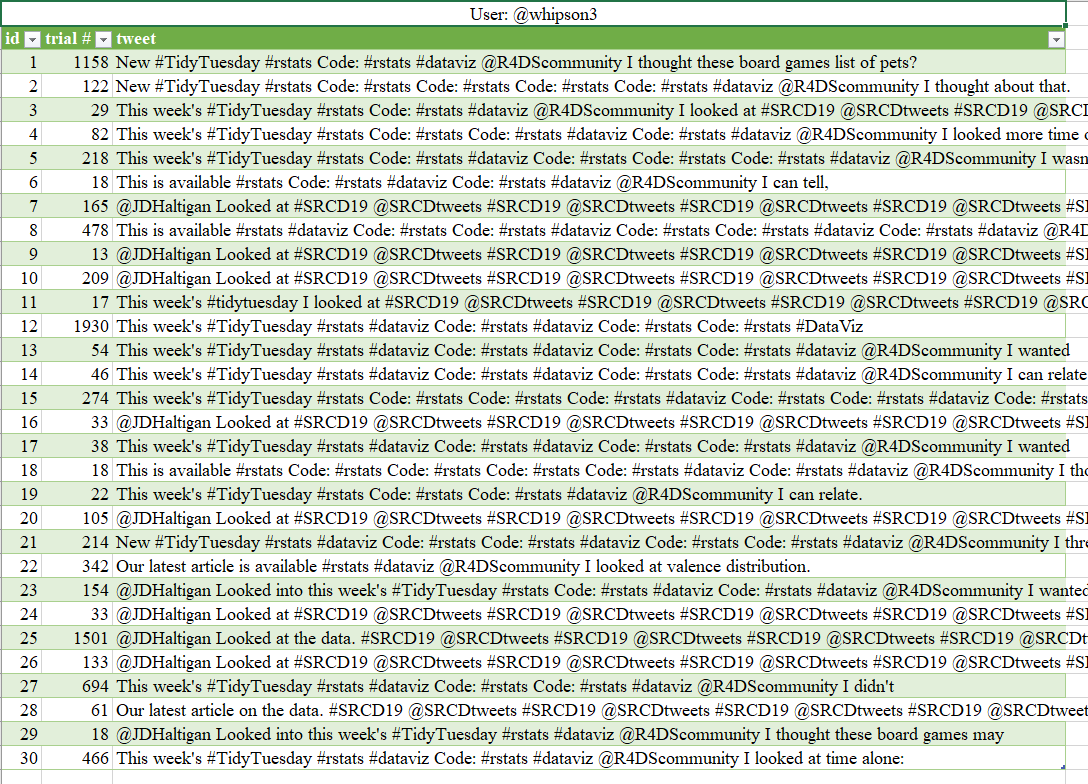 User: @whipson3
id trial # tweet
1 1158 New #TidyTuesday #rstats Code: #rstats #dataviz @R4DScommunity I thought these board games list of pets?
2 122 New #TidyTuesday #rstats Code: #rstats Code: #rstats Code: #rstats Code: #rstats #dataviz @R4DScommunity I thought about that.
3 29 This week's #TidyTuesday #rstats Code: #rstats #dataviz @R4DScommunity I looked at #SRCD19 @SRCDtweets #SRCD19 @SRCI
4 82 This week's #TidyTuesday #rstats Code: #rstats Code: #rstats #dataviz Code: #rstats #dataviz @R4DScommunity I looked more time
5 218 This week's #TidyTuesday #rstats Code: #rstats #dataviz Code: #rstats Code: #rstats Code: #rstats #dataviz @R4DScommunity I wasn
6 18 This is available #rstats Code: #rstats #dataviz Code: #rstats #dataviz @R4DScommunity I can tell,
7 165 @JDHaltigan Looked at #SRCD19 @SRCDtweets #SRCD19 @SRCDtweets #SRCD19 @SRCDtweets #SRCD19 @SRCDtweets #SI
8 478 This is available #rstats #dataviz Code: #rstats Code: #rstats #dataviz Code: #rstats Code: #rstats #dataviz Code: #rstats #dataviz @R4D
9 13 @JDHaltigan Looked at #SRCD19 @SRCDtweets #SRCD19 @SRCDtweets #SRCD19 @SRCDtweets #SRCD19 @SRCDtweets #SI
10 209 @JDHaltigan Looked at #SRCD19 @SRCDtweets #SRCD19 @SRCDtweets #SRCD19 @SRCDtweets #SRCD19 @SRCDtweets #SI
11 17 This week's #tidytuesday I looked at #SRCD19 @SRCDtweets #SRCD19 @SRCDtweets #SRCD19 @SRCDtweets #SRCD19 @SRC
12 1930 This week's #TidyTuesday #rstats #dataviz Code: #rstats #dataviz Code: #rstats Code: #rstats #DataViz
13 54 This week's #TidyTuesday #rstats #dataviz Code: #rstats #dataviz Code: #rstats Code: #rstats #dataviz @R4DScommunity I wanted
14 46 This week's #TidyTuesday #rstats #dataviz Code: #rstats #dataviz Code: #rstats Code: #rstats #dataviz @R4DScommunity I can relate
15 274 This week's #TidyTuesday #rstats Code: #rstats Code: #rstats Code: #rstats #dataviz Code: #rstats Code: #rstats #dataviz Code: #rstats
16 33 @JDHaltigan Looked at #SRCD19 @SRCDtweets #SRCD19 @SRCDtweets #SRCD19 @SRCDtweets #SRCD19 @SRCDtweets #SI
17 38 This week's #TidyTuesday #rstats #dataviz Code: #rstats #dataviz Code: #rstats Code: #rstats #dataviz @R4DScommunity I wanted
18 18 This is available #rstats Code: #rstats Code: #rstats Code: #rstats Code: #rstats #dataviz Code: #rstats #dataviz @R4DScommunity I tho
19 22 This week's #TidyTuesday #rstats Code: #rstats Code: #rstats #dataviz @R4DScommunity I can relate.
20 105 @JDHaltigan Looked at #SRCD19 @SRCDtweets #SRCD19 @SRCDtweets #SRCD19 @SRCDtweets #SRCD19 @SRCDtweets #SI
21 214 New #TidyTuesday #rstats #dataviz Code: #rstats Code: #rstats #dataviz Code: #rstats Code: #rstats #dataviz @R4DScommunity I thre
22 342 Our latest article is available #rstats #dataviz @R4DScommunity I looked at valence distribution.
23 154 @JDHaltigan Looked into this week's #TidyTuesday #rstats Code: #rstats #dataviz Code: #rstats #dataviz @R4DScommunity I wanted
24 33 @JDHaltigan Looked at #SRCD19 @SRCDtweets #SRCD19 @SRCDtweets #SRCD19 @SRCDtweets #SRCD19 @SRCDtweets #SI
25 1501 @JDHaltigan Looked at the data. #SRCD19 @SRCDtweets #SRCD19 @SRCDtweets #SRCD19 @SRCDtweets #SRCD19 @SRCDt
26 133 @JDHaltigan Looked at #SRCD19 @SRCDtweets #SRCD19 @SRCDtweets #SRCD19 @SRCDtweets #SRCD19 @SRCDtweets #SI
27 694 This week's #TidyTuesday #rstats #dataviz Code: #rstats Code: #rstats #dataviz @R4DScommunity I didn't
28 61 Our latest article on the data. #SRCD19 @SRCDtweets #SRCD19 @SRCDtweets #SRCD19 @SRCDtweets #SRCD19 @SRCDtweet
29 18 @JDHaltigan Looked into this week's #TidyTuesday #rstats #dataviz @R4DScommunity I thought these board games may
30 466 This week's #TidyTuesday #rstats #dataviz Code: #rstats #dataviz @R4DScommunity I looked at time alone: